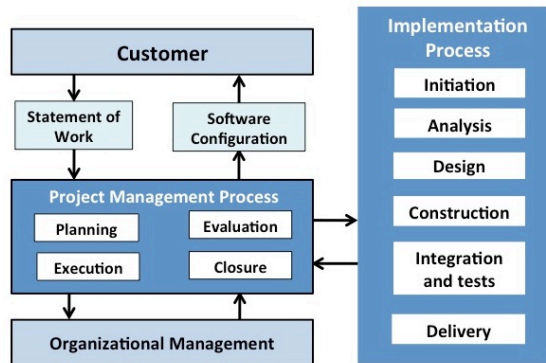 Customer
Statement of
Work
Software
Configuration
Project Management Process
Planning
Evaluation
Execution
Closure
Organizational Management
Implementation
Process
Initiation
Analysis
Design
Construction
Integration
and tests
Delivery